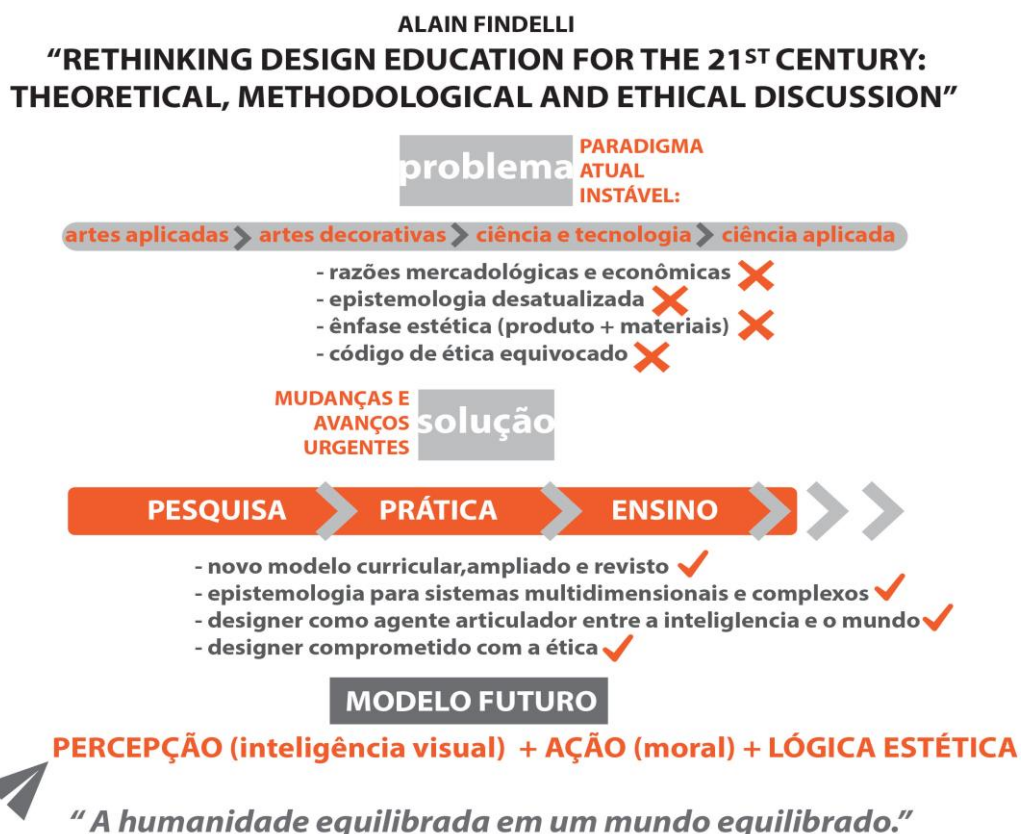 ALAIN FINDELLI
“RETHINKING DESIGN EDUCATION FOR THE 21ST CENTURY:
THEORETICAL, METHODOLOGICAL AND ETHICAL DISCUSSION”
problema
PARADIGMA
ATUAL
INSTÁVEL:
artes aplicadas > artes decorativas > ciência e tecnologia > ciência aplicada
- razões mercadológicas e econômicas
- epistemologia desatualizada
- ênfase estética (produto + materiais)
- código de ética equivocado
MUDANÇAS E
AVANÇOS
URGENTES
solução
PESQUISA > PRÁTICA > ENSINO > > >
- novo modelo curricular,ampliado e revisto
- epistemologia para sistemas multidimensionais e complexos
- designer como agente articulador entre a inteliglencia e o mundo
- designer comprometido com a ética
MODELO FUTURO
PERCEPÇÃO (inteligência visual) + AÇÃO (moral) + LÓGICA ESTÉTICA
“ A humanidade equilibrada em um mundo equilibrado.”